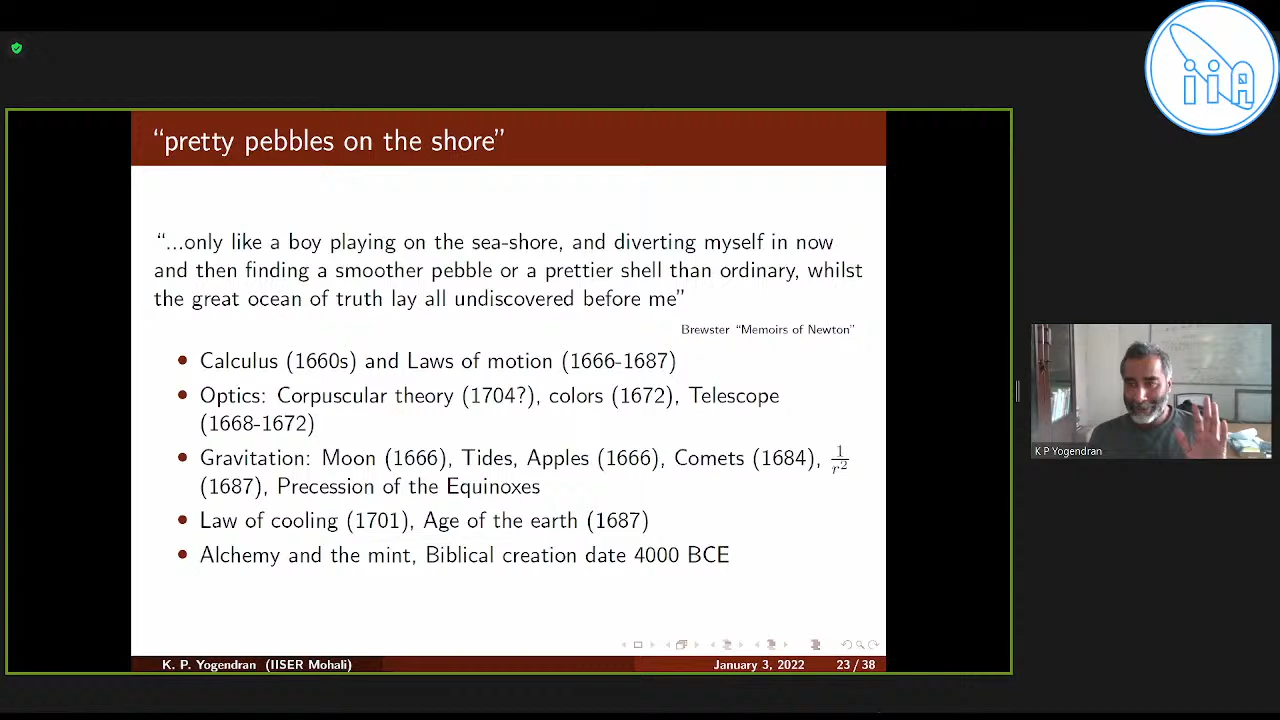 iiA
“pretty pebbles on the shore”
“...only like a boy playing on the sea-shore, and diverting myself in now
and then finding a smoother pebble or a prettier shell than ordinary, whilst
the great ocean of truth lay all undiscovered before me”
Brewster “Memoirs of Newton”
• Calculus (1660s) and Laws of motion (1666-1687)
• Optics: Corpuscular theory (1704?), colors (1672), Telescope
(1668-1672)
• Gravitation: Moon (1666), Tides, Apples (1666), Comets (1684), 1/r²
(1687), Precession of the Equinoxes
• Law of cooling (1701), Age of the earth (1687)
• Alchemy and the mint, Biblical creation date 4000 BCE
K P Yogendran
K. P. Yogendran (IISER Mohali) January 3, 2022 23 / 38